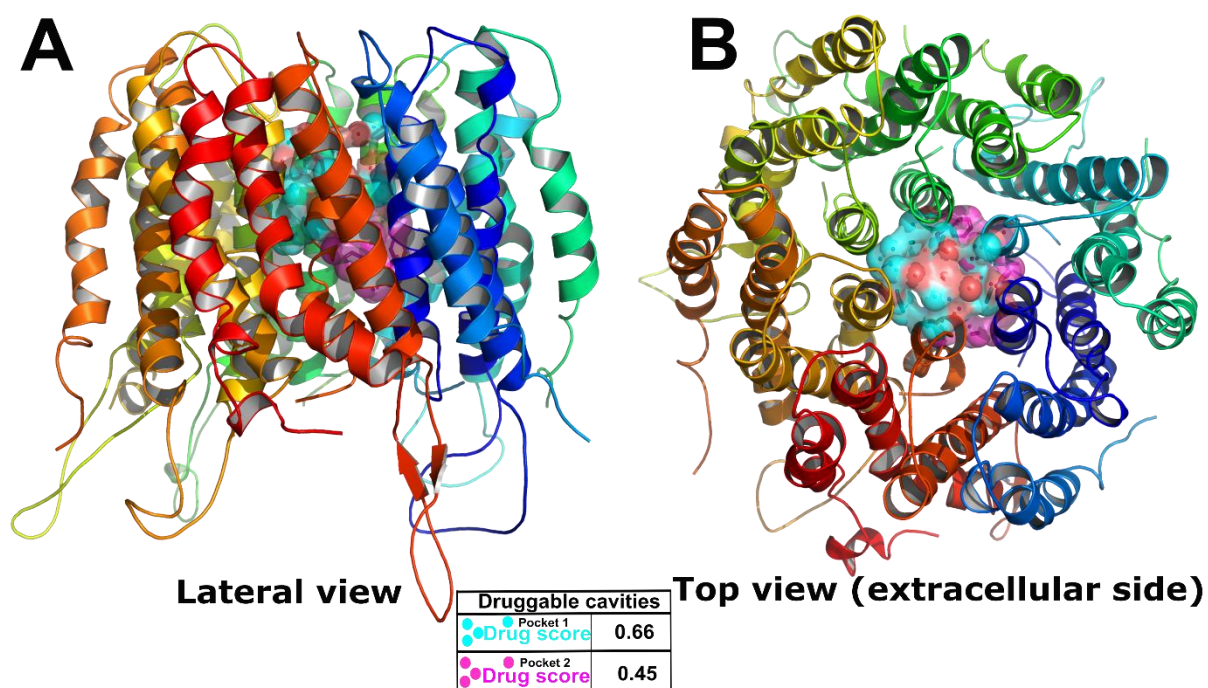 A
B
Lateral view
Top view (extracellular side)
Druggable cavities
Pocket 1
Drug score 0.66
Pocket 2
Drug score 0.45